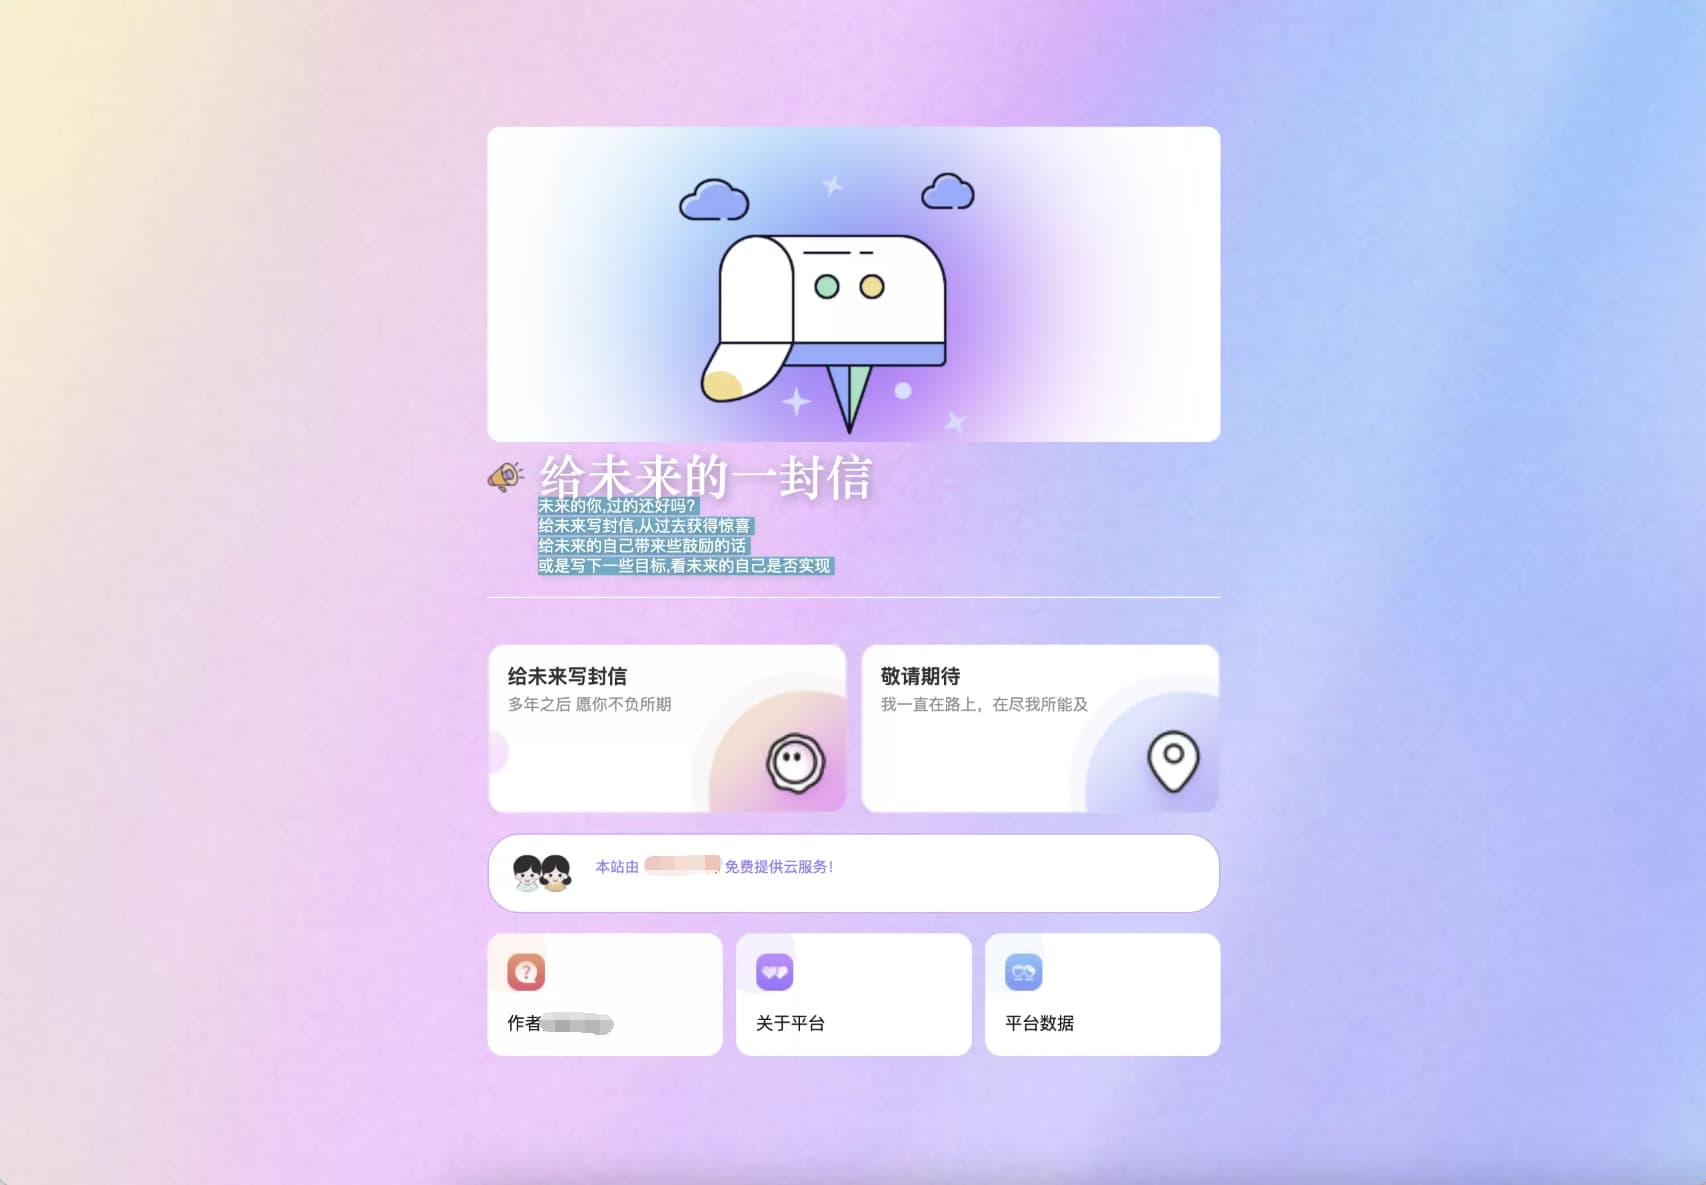 给未来的一封信
未来的你,过的还好吗?
给未来写封信,从过去获得惊喜
给未来的自己带来些鼓励的话
或是写下一些目标,看未来的自己是否实现
给未来写封信
多年之后 愿你不负所期
敬请期待
我一直在路上，在尽我所能及
本站由 免费提供云服务!
作者
关于平台
平台数据